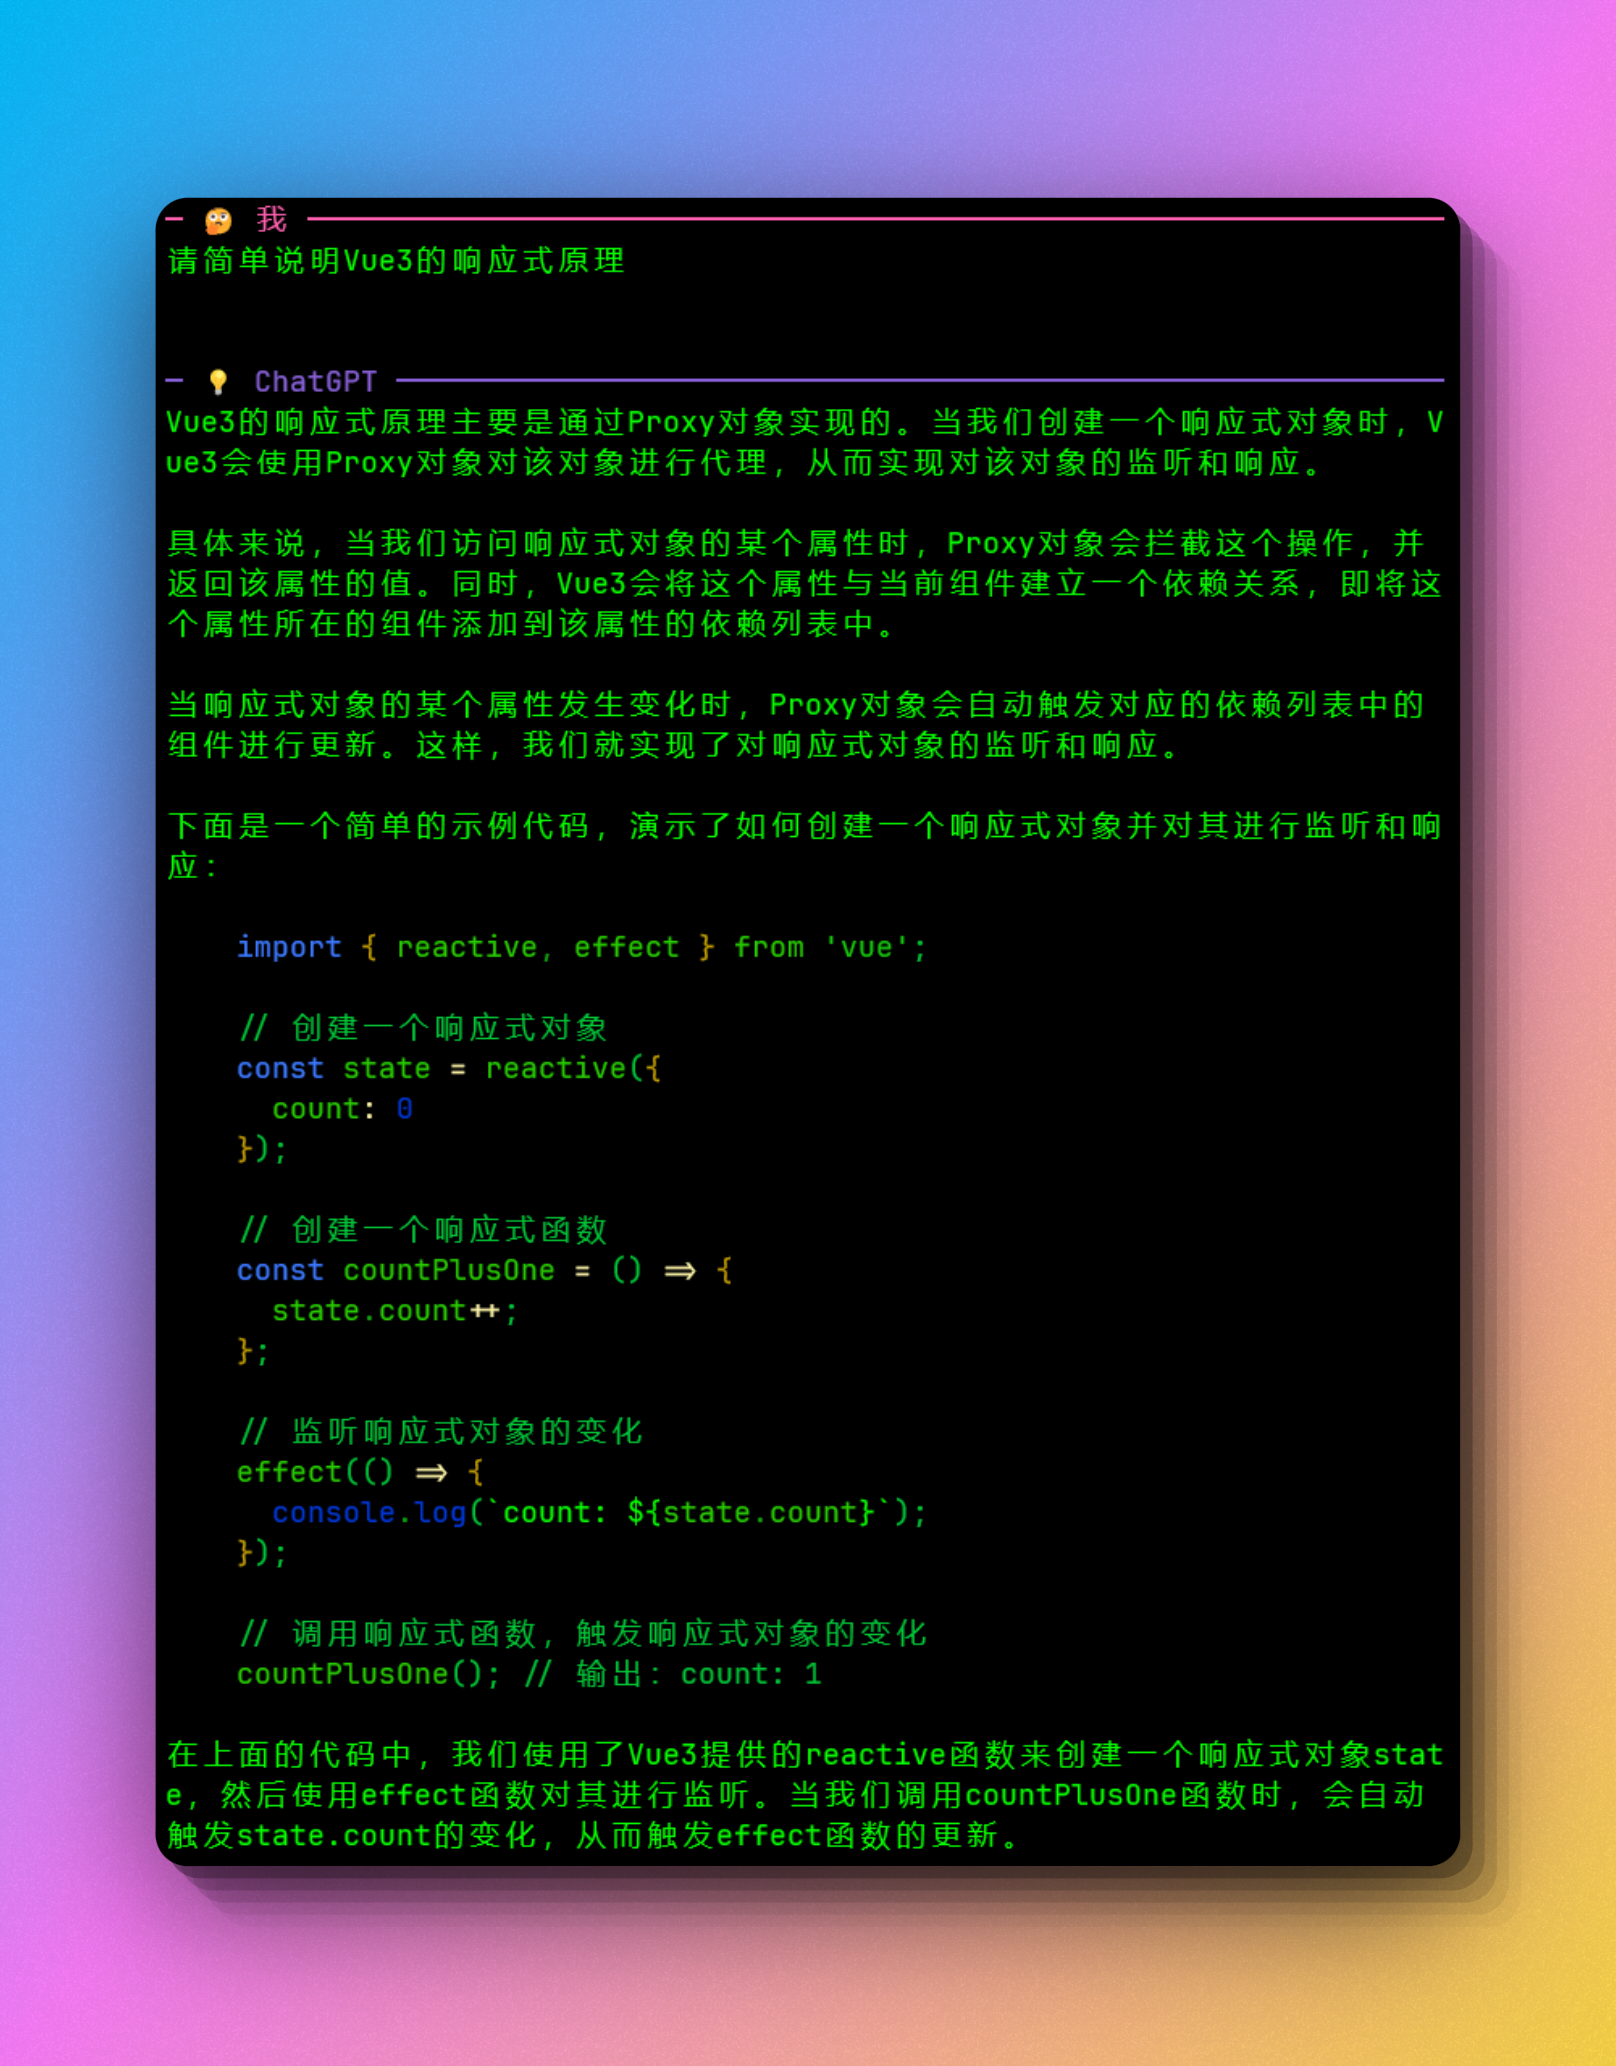 我
请简单说明Vue3的响应式原理
ChatGPT
Vue3的响应式原理主要是通过Proxy对象实现的。当我们创建一个响应式对象时，V
ue3会使用Proxy对象对该对象进行代理，从而实现对该对象的监听和响应。
具体来说，当我们访问响应式对象的某个属性时，Proxy对象会拦截这个操作，并
返回该属性的值。同时，Vue3会将这个属性与当前组件建立一个依赖关系，即将这
个属性所在的组件添加到该属性的依赖列表中。
当响应式对象的某个属性发生变化时，Proxy对象会自动触发对应的依赖列表中的
组件进行更新。这样，我们就实现了对响应式对象的监听和响应。
下面是一个简单的示例代码，演示了如何创建一个响应式对象并对其进行监听和响
应：
import { reactive, effect } from 'vue';
// 创建一个响应式对象
const state = reactive({
  count: 0
});
// 创建一个响应式函数
const countPlusOne = () => {
  state.count++;
};
// 监听响应式对象的变化
effect(() => {
  console.log(`count: ${state.count}`);
});
// 调用响应式函数，触发响应式对象的变化
countPlusOne(); // 输出：count: 1
在上面的代码中，我们使用了Vue3提供的reactive函数来创建一个响应式对象stat
e，然后使用effect函数对其进行监听。当我们调用countPlusOne函数时，会自动
触发state.count的变化，从而触发effect函数的更新。